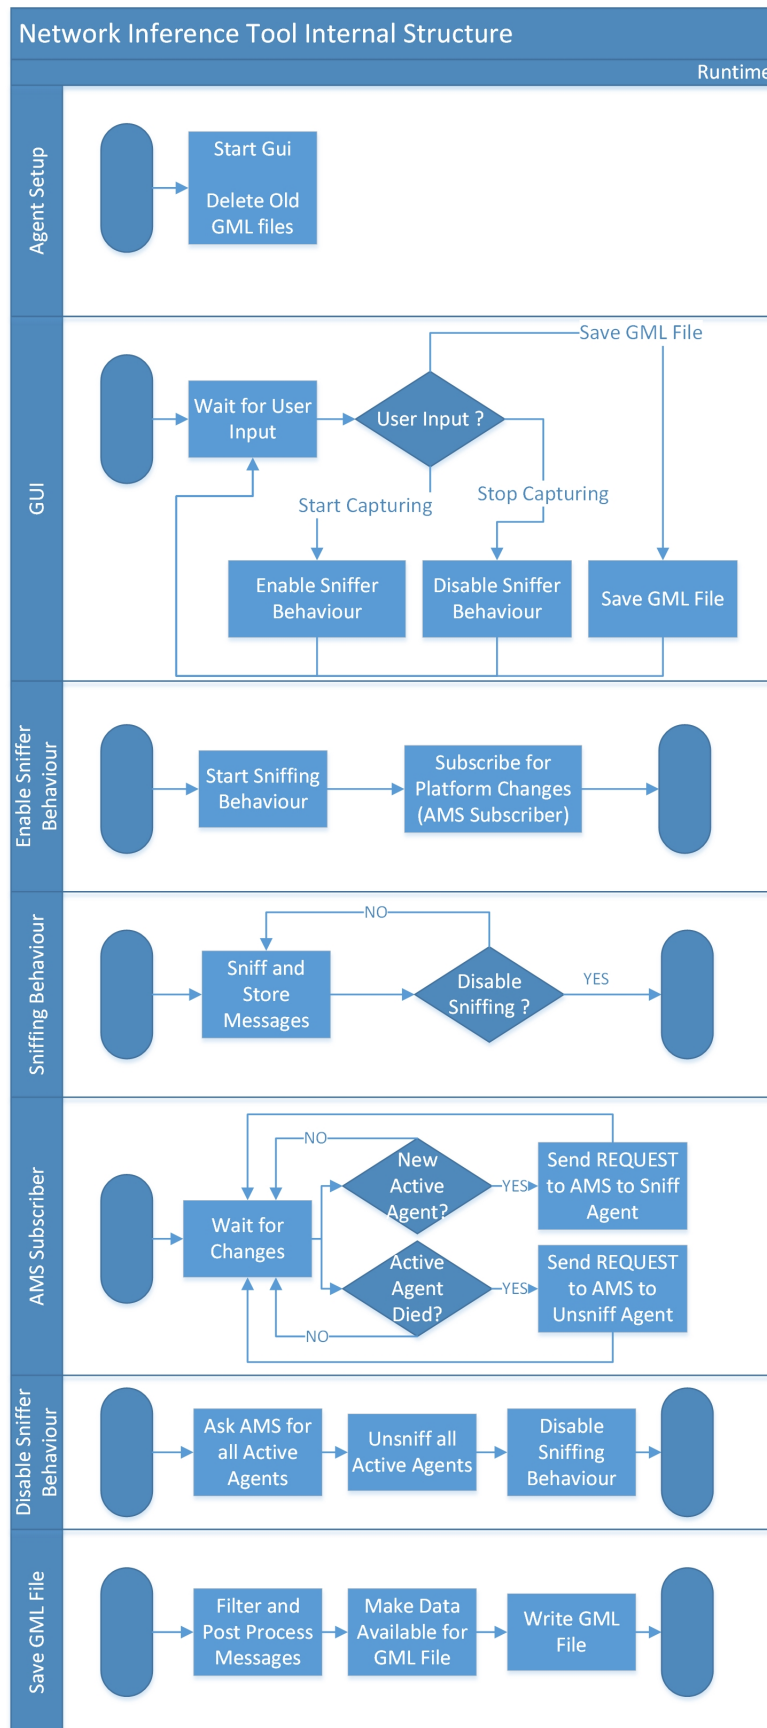 Network Inference Tool Internal Structure
Runtime
Agent Setup
Start Gui
Delete Old
GML files
GUI
Save GML File
Wait for User
Input
User Input ?
Start Capturing
Stop Capturing
Enable Sniffer
Behaviour
Disable Sniffer
Behaviour
Save GML File
Enable Sniffer
Behaviour
Start Sniffing
Behaviour
Subscribe for
Platform Changes
(AMS Subscriber)
Sniffing Behaviour
NO
Sniff and
Store
Messages
Disable
Sniffing ?
YES
AMS Subscriber
NO
New
Active
Agent?
YES
Send REQUEST
to AMS to Sniff
Agent
Wait for
Changes
Active
Agent
Died?
YES
Send REQUEST
to AMS to
Unsniff Agent
NO
Disable Sniffer
Behaviour
Ask AMS for
all Active
Agents
Unsniff all
Active Agents
Disable
Sniffing
Behaviour
Save GML File
Filter and
Post Process
Messages
Make Data
Available for
GML File
Write GML
File